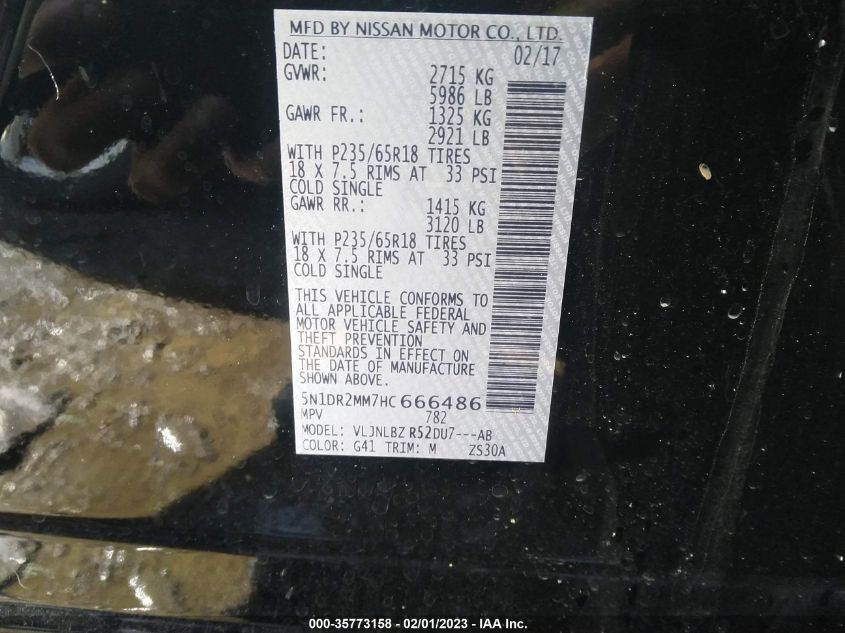 MFD BY NISSAN MOTOR CO., LTD.
DATE: 02/17
GVWR: 2715 KG
5986 LB
GAWR FR.: 1325 KG
2921 LB
WITH P235/65R18 TIRES
18 X 7.5 RIMS AT 33 PSI
COLD SINGLE
GAWR RR.: 1415 KG
3120 LB
WITH P235/65R18 TIRES
18 X 7.5 RIMS AT 33 PSI
COLD SINGLE
THIS VEHICLE CONFORMS TO
ALL APPLICABLE FEDERAL
MOTOR VEHICLE SAFETY AND
THEFT PREVENTION
STANDARDS IN EFFECT ON
THE DATE OF MANUFACTURE
SHOWN ABOVE.
5N1DR2MM7HC666486
MPV 782
MODEL: VLJNLBZ R52DU7---AB
COLOR: G41 TRIM: M ZS30A
000-35773158 - 02/01/2023 - IAA Inc.